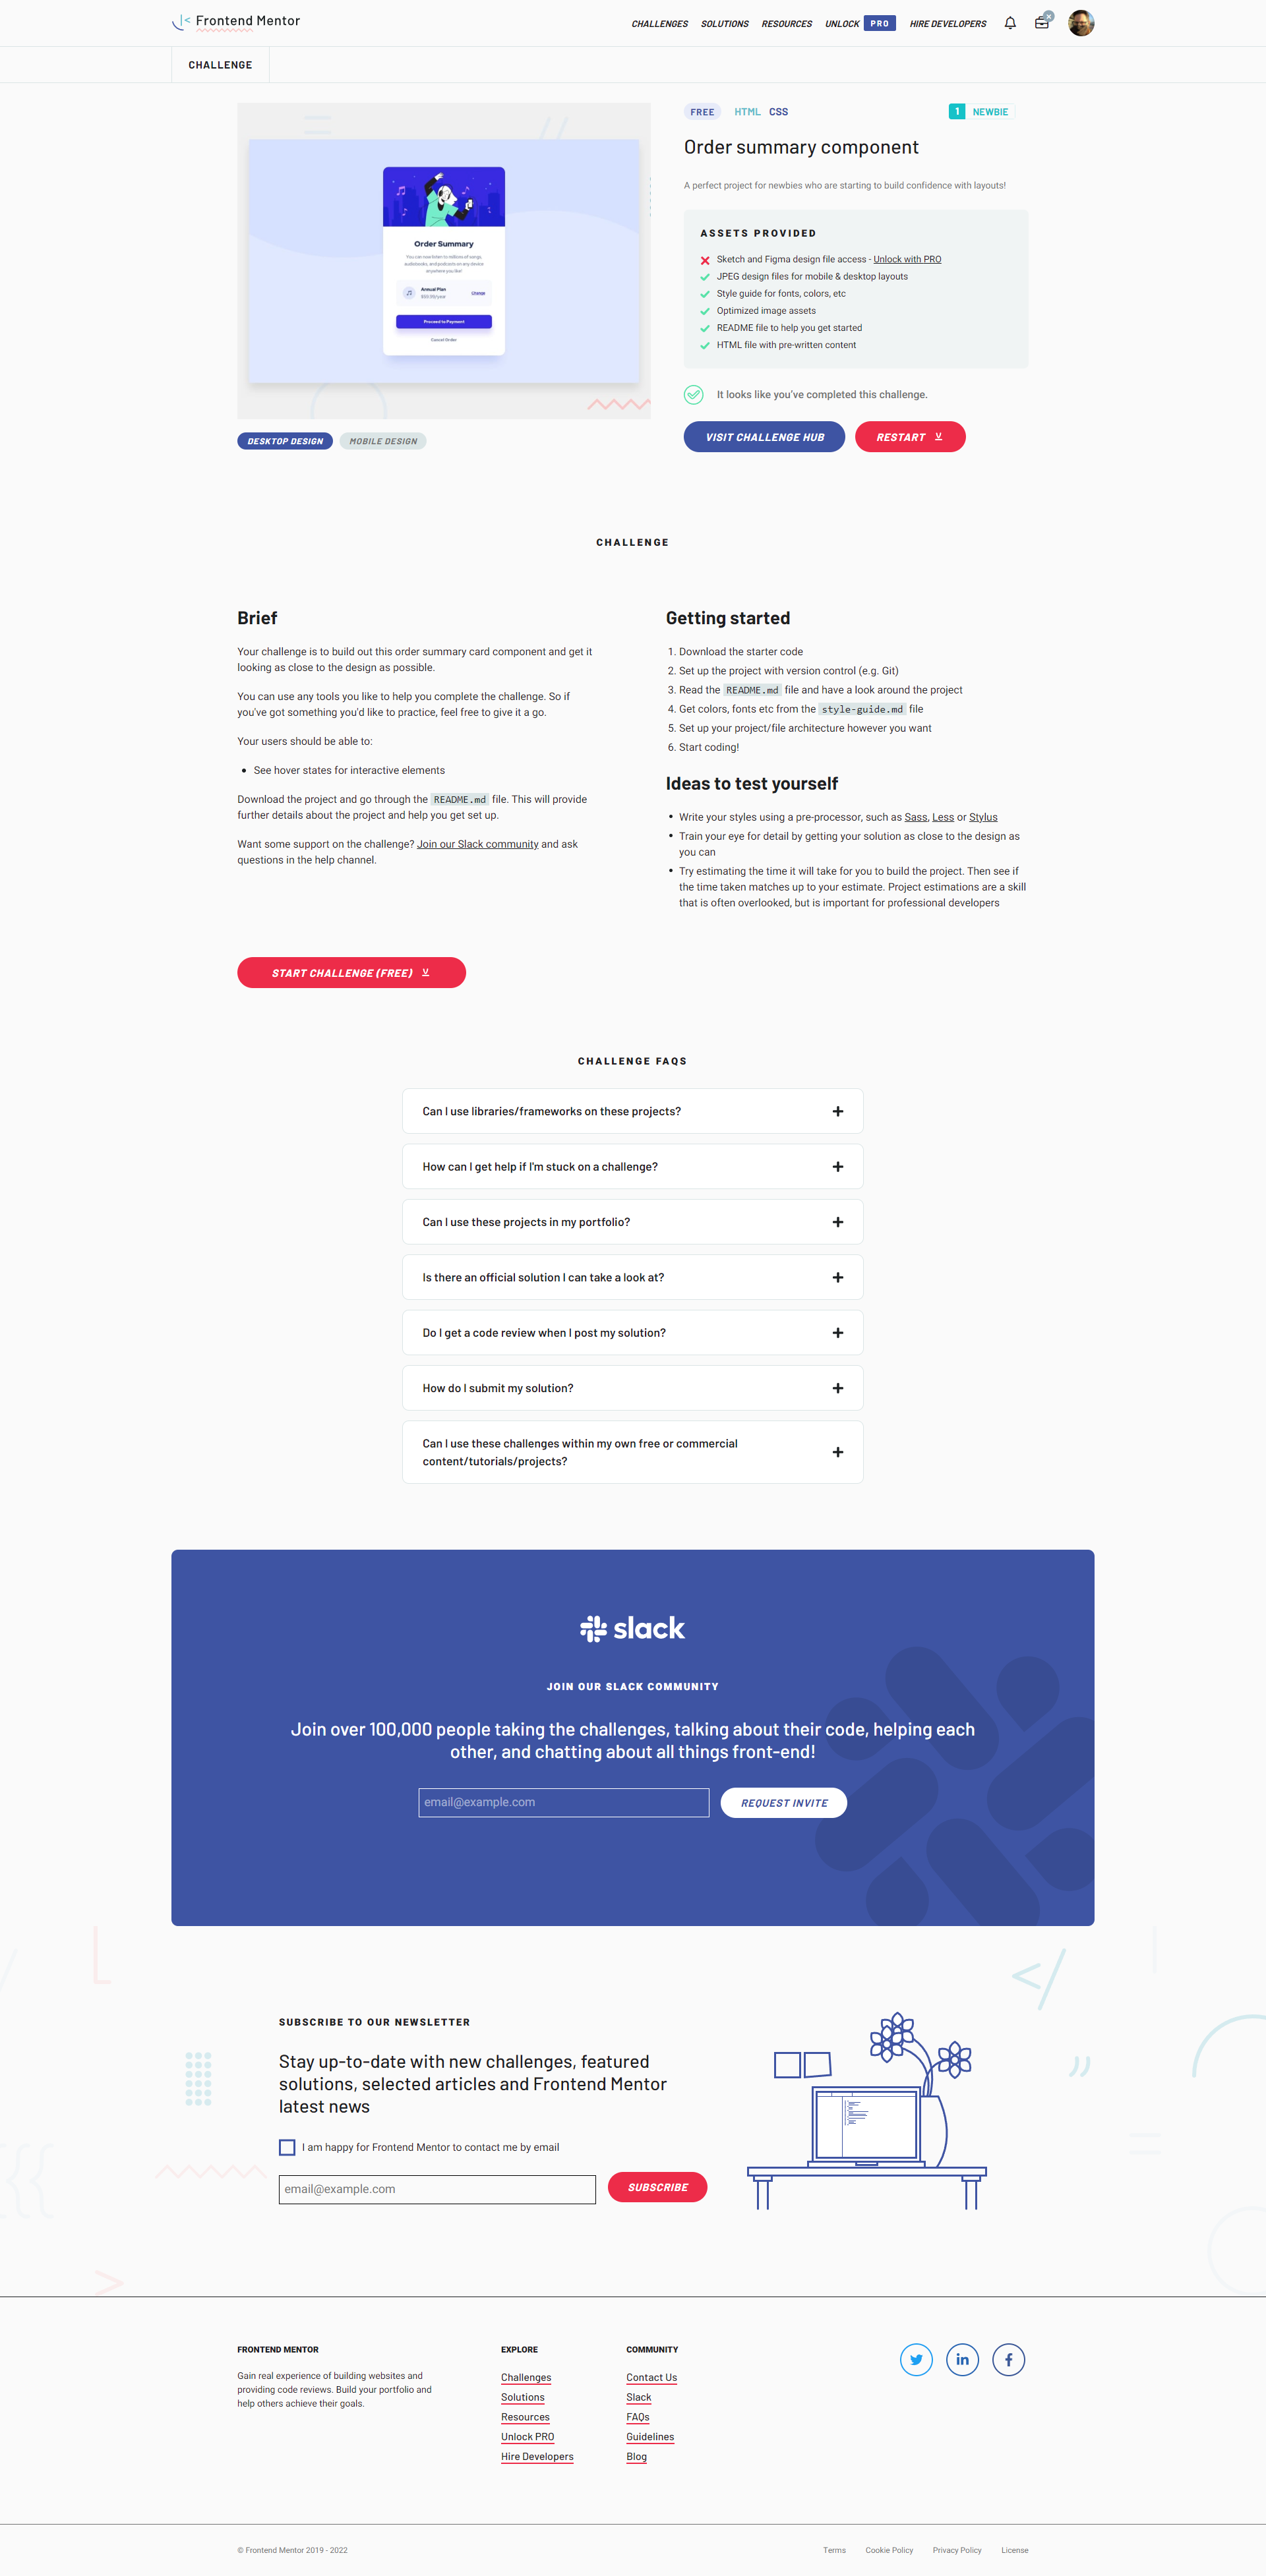 Frontend Mentor
CHALLENGES SOLUTIONS RESOURCES UNLOCK PRO HIRE DEVELOPERS
CHALLENGE
FREE HTML CSS 1 NEWBIE
Order summary component
A perfect project for newbies who are starting to build confidence with layouts!
Order Summary
You can now listen to millions of songs,
audiobooks, and podcasts on any device
anywhere you like!
Annual Plan
$59.99/year
Change
Proceed to Payment
Cancel Order
DESKTOP DESIGN MOBILE DESIGN
ASSETS PROVIDED
Sketch and Figma design file access - Unlock with PRO
JPEG design files for mobile & desktop layouts
Style guide for fonts, colors, etc
Optimized image assets
README file to help you get started
HTML file with pre-written content
It looks like you've completed this challenge.
VISIT CHALLENGE HUB RESTART
CHALLENGE
Brief
Your challenge is to build out this order summary card component and get it
looking as close to the design as possible.
You can use any tools you like to help you complete the challenge. So if
you've got something you'd like to practice, feel free to give it a go.
Your users should be able to:
• See hover states for interactive elements
Download the project and go through the README.md file. This will provide
further details about the project and help you get set up.
Want some support on the challenge? Join our Slack community and ask
questions in the help channel.
Getting started
1. Download the starter code
2. Set up the project with version control (e.g. Git)
3. Read the README.md file and have a look around the project
4. Get colors, fonts etc from the style-guide.md file
5. Set up your project/file architecture however you want
6. Start coding!
Ideas to test yourself
• Write your styles using a pre-processor, such as Sass, Less or Stylus
• Train your eye for detail by getting your solution as close to the design as
you can
• Try estimating the time it will take for you to build the project. Then see if
the time taken matches up to your estimate. Project estimations are a skill
that is often overlooked, but is important for professional developers
START CHALLENGE (FREE)
CHALLENGE FAQS
Can I use libraries/frameworks on these projects?
How can I get help if I'm stuck on a challenge?
Can I use these projects in my portfolio?
Is there an official solution I can take a look at?
Do I get a code review when I post my solution?
How do I submit my solution?
Can I use these challenges within my own free or commercial
content/tutorials/projects?
slack
JOIN OUR SLACK COMMUNITY
Join over 100,000 people taking the challenges, talking about their code, helping each
other, and chatting about all things front-end!
email@example.com REQUEST INVITE
SUBSCRIBE TO OUR NEWSLETTER
Stay up-to-date with new challenges, featured
solutions, selected articles and Frontend Mentor
latest news
I am happy for Frontend Mentor to contact me by email
email@example.com SUBSCRIBE
FRONTEND MENTOR
Gain real experience of building websites and
providing code reviews. Build your portfolio and
help others achieve their goals.
EXPLORE
Challenges
Solutions
Resources
Unlock PRO
Hire Developers
COMMUNITY
Contact Us
Slack
FAQs
Guidelines
Blog
© Frontend Mentor 2019 - 2022
Terms Cookie Policy Privacy Policy License